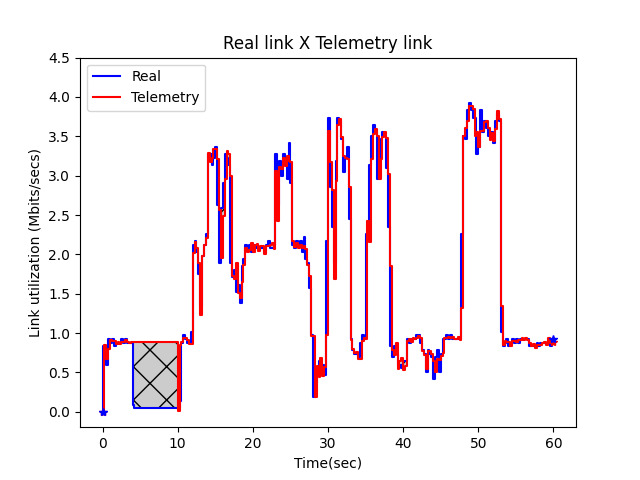 Real link X Telemetry link
Real
Telemetry
Link utilization (Mbits/secs)
4.5
4.0
3.5
3.0
2.5
2.0
1.5
1.0
0.5
0.0
0 10 20 30 40 50 60
Time(sec)